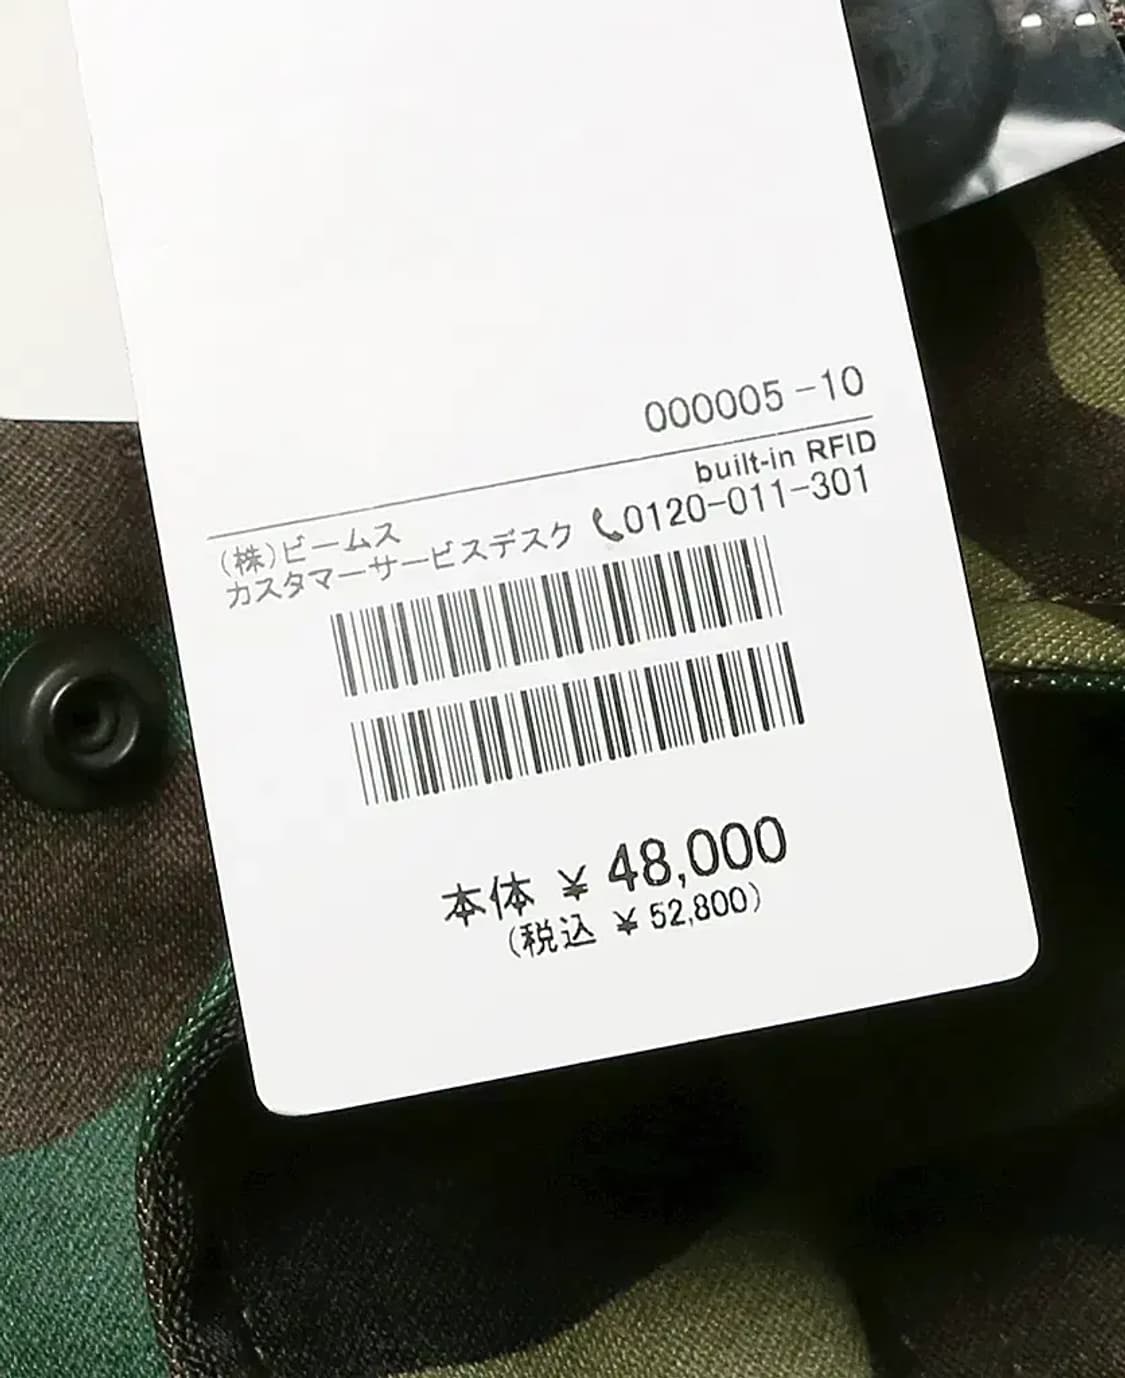 000005-10
built-in RFID
(株)ビームス
カスタマーサービスデスク 0120-011-301
本体 ¥ 48,000
(税込 ¥ 52,800)